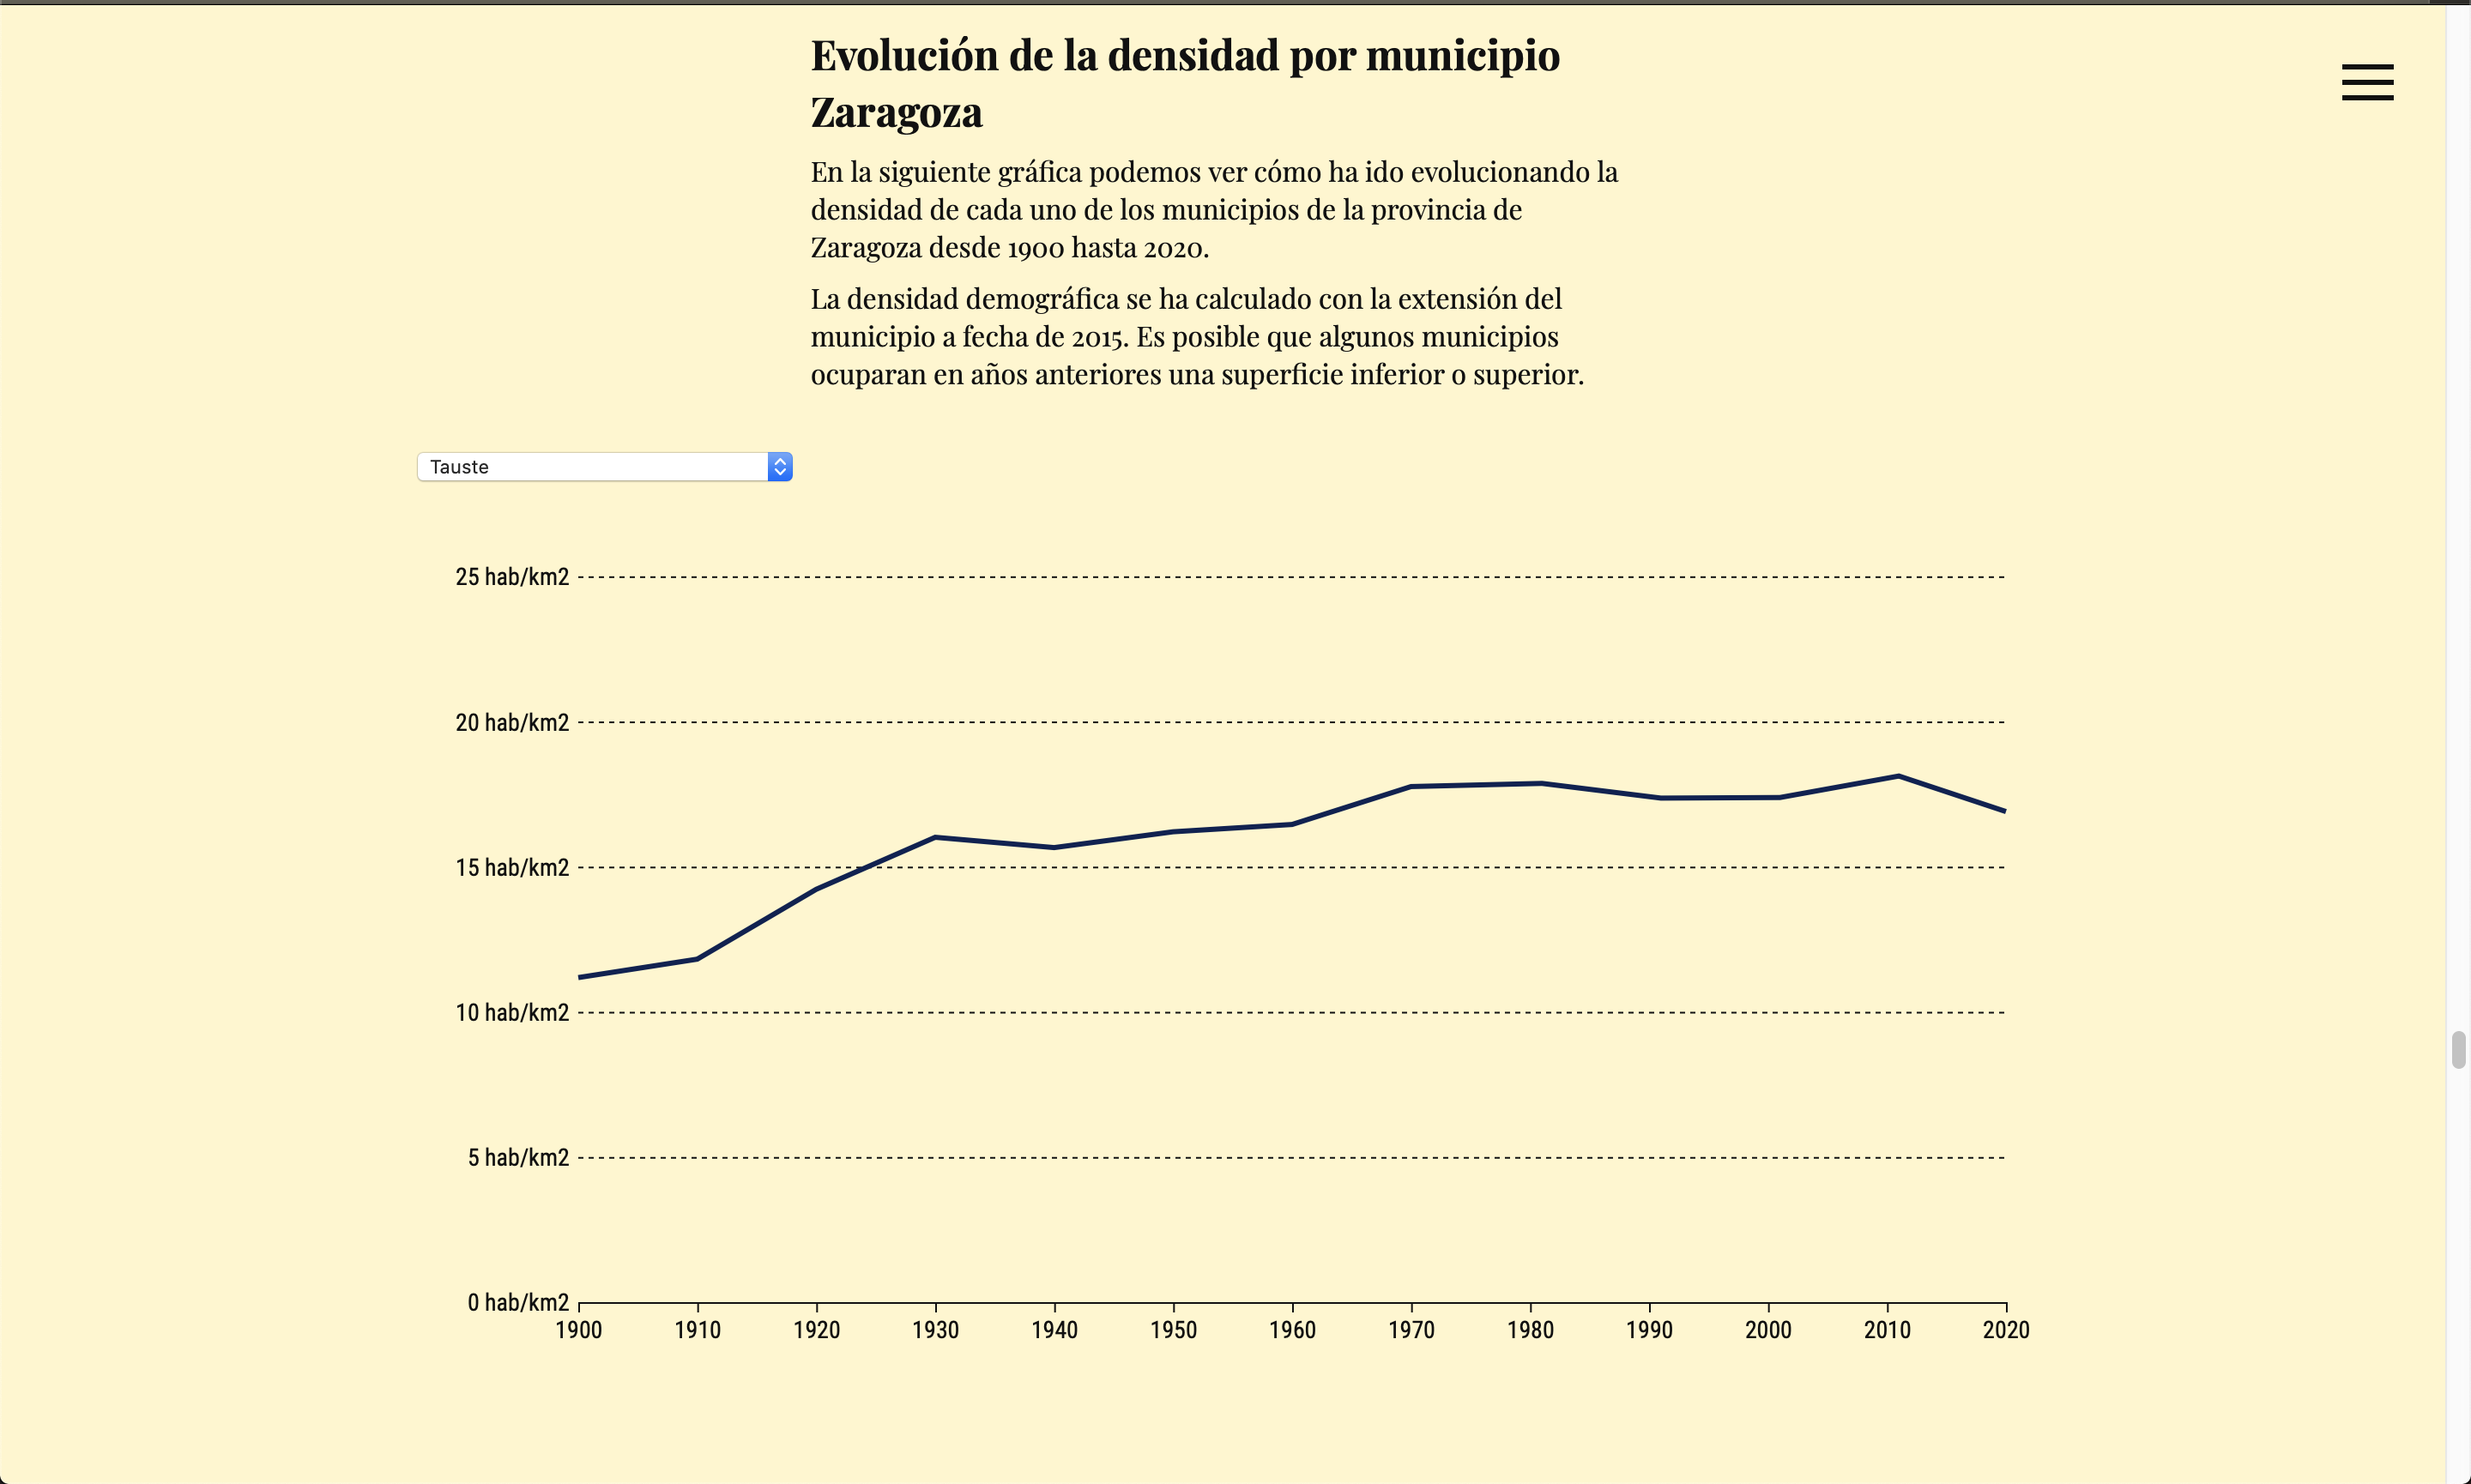 Evolución de la densidad por municipio
Zaragoza
En la siguiente gráfica podemos ver cómo ha ido evolucionando la
densidad de cada uno de los municipios de la provincia de
Zaragoza desde 1900 hasta 2020.
La densidad demográfica se ha calculado con la extensión del
municipio a fecha de 2015. Es posible que algunos municipios
ocuparan en años anteriores una superficie inferior o superior.
Tauste
25 hab/km2
20 hab/km2
15 hab/km2
10 hab/km2
5 hab/km2
0 hab/km2
1900 1910 1920 1930 1940 1950 1960 1970 1980 1990 2000 2010 2020